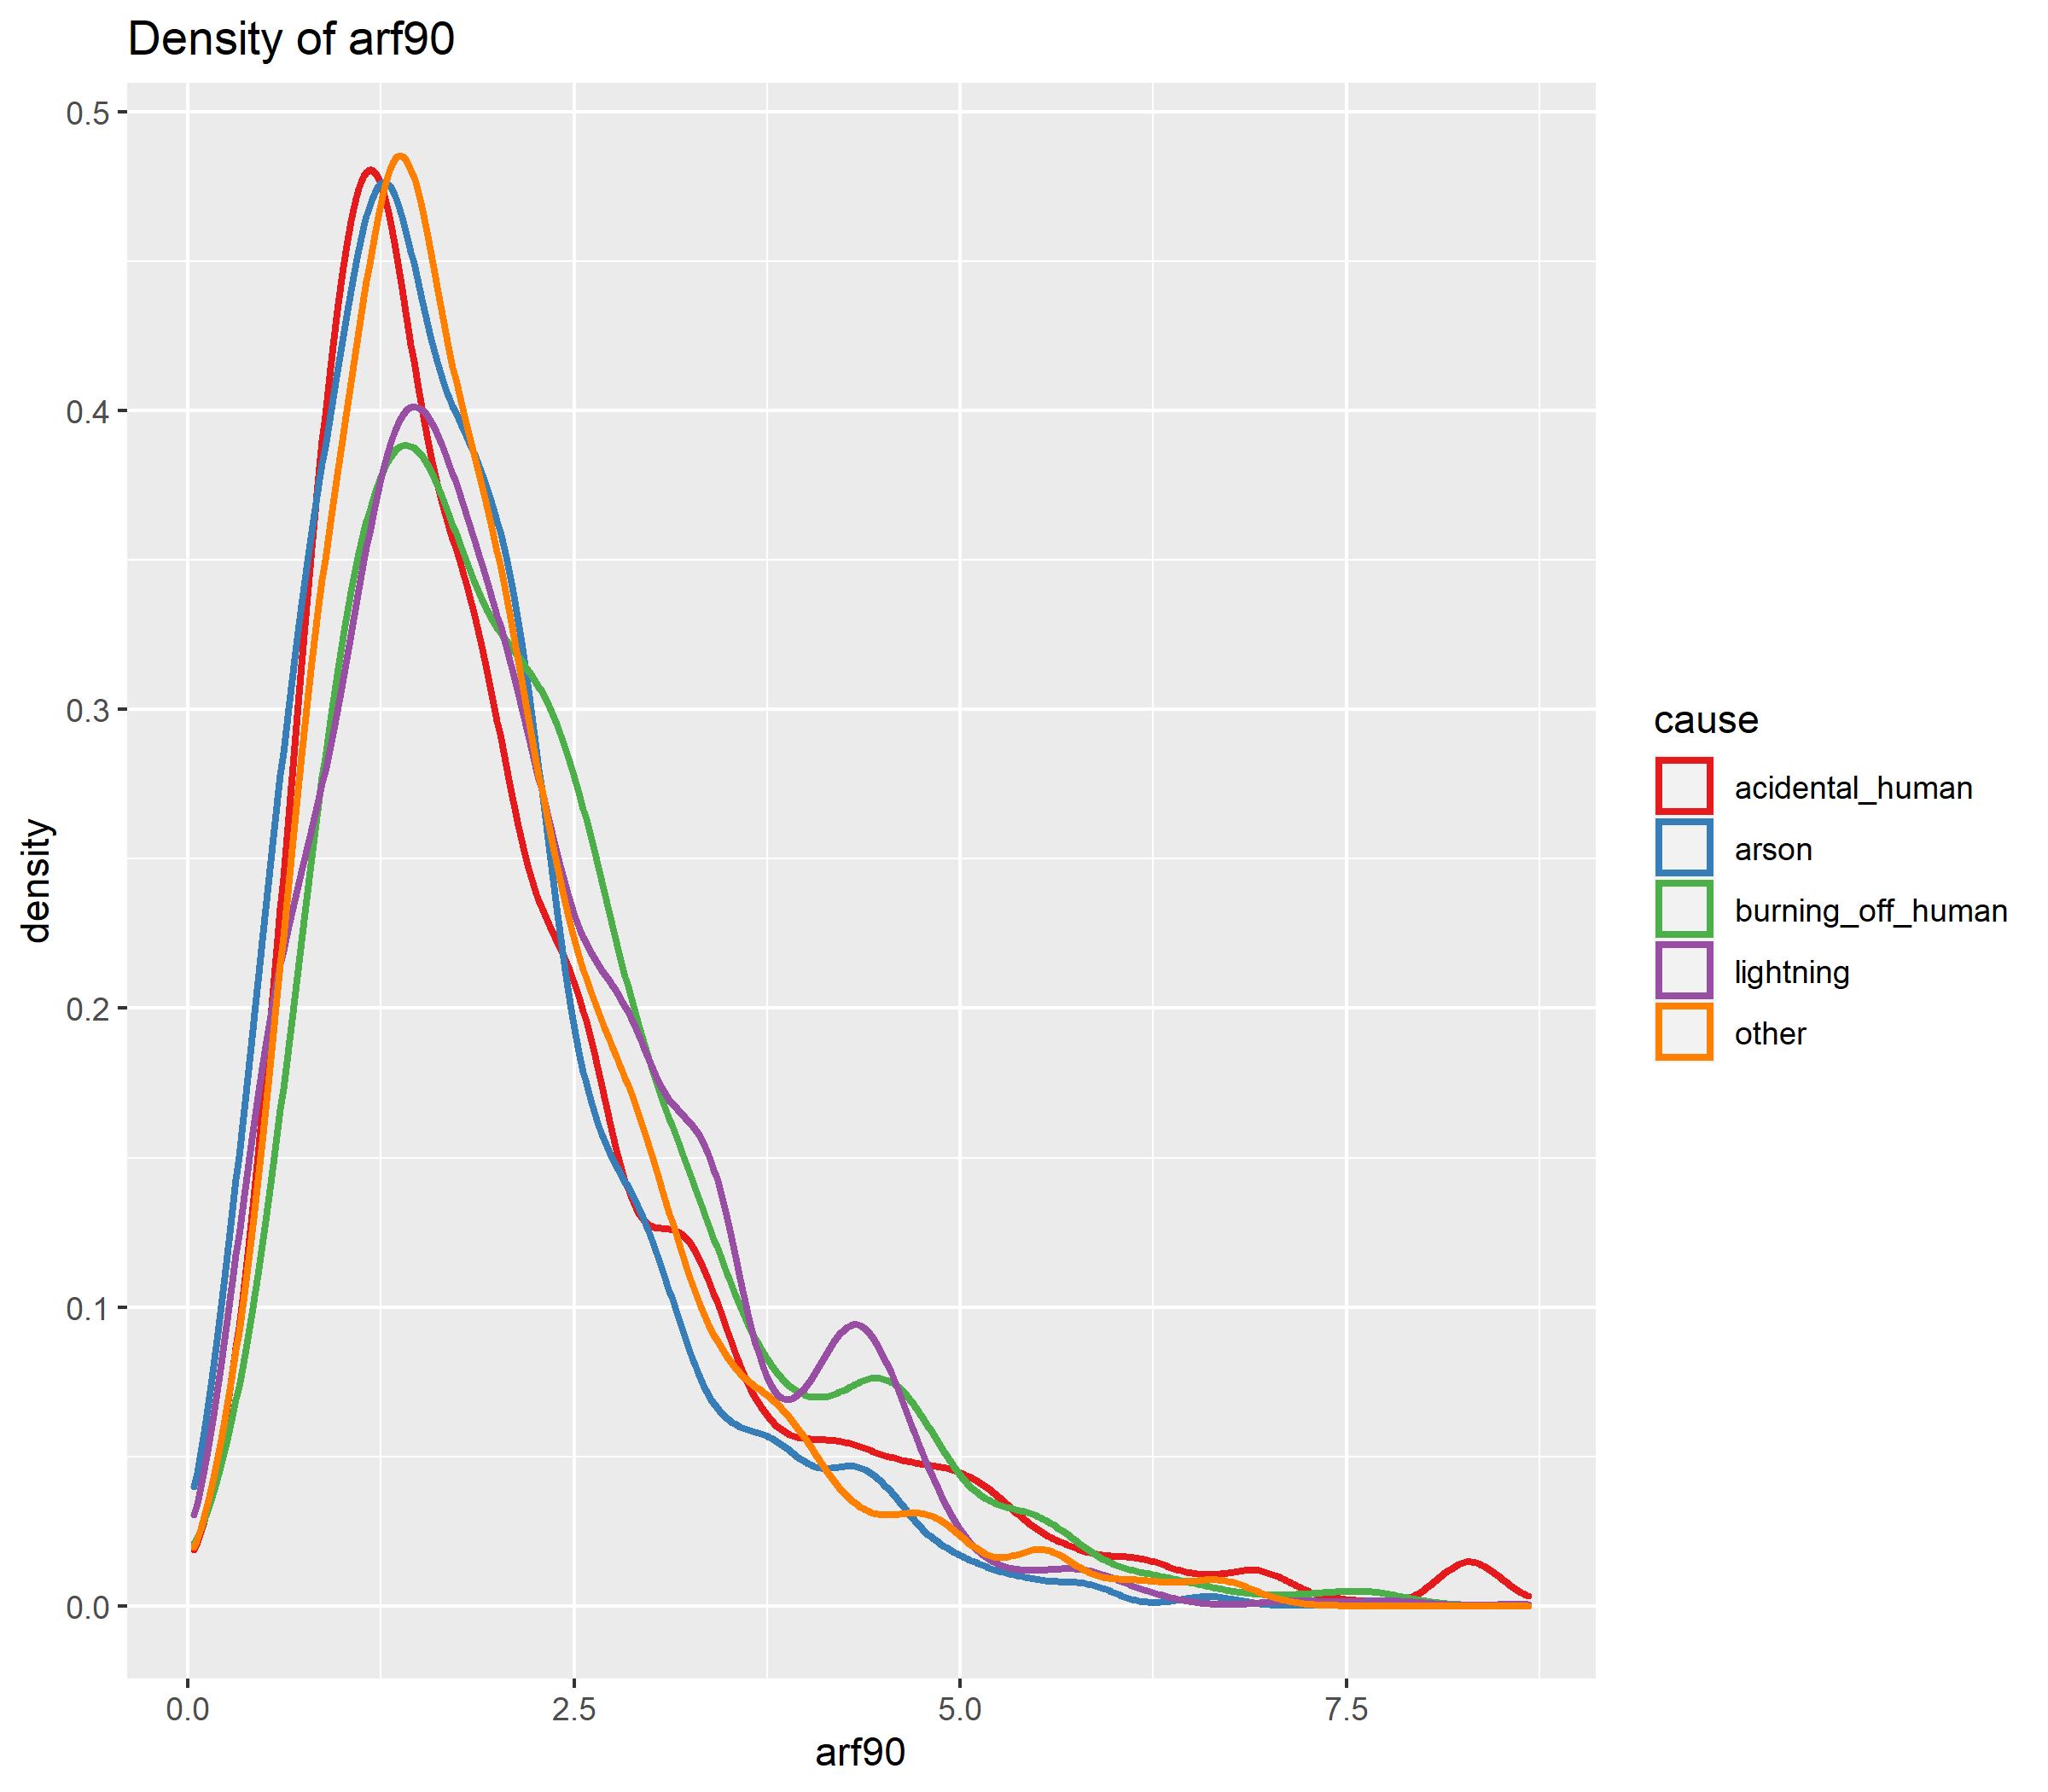 Density of arf90
0.5
0.4
0.3
0.2
0.1
0.0
density
0.0 2.5 5.0 7.5
arf90
cause
acidental_human
arson
burning_off_human
lightning
other